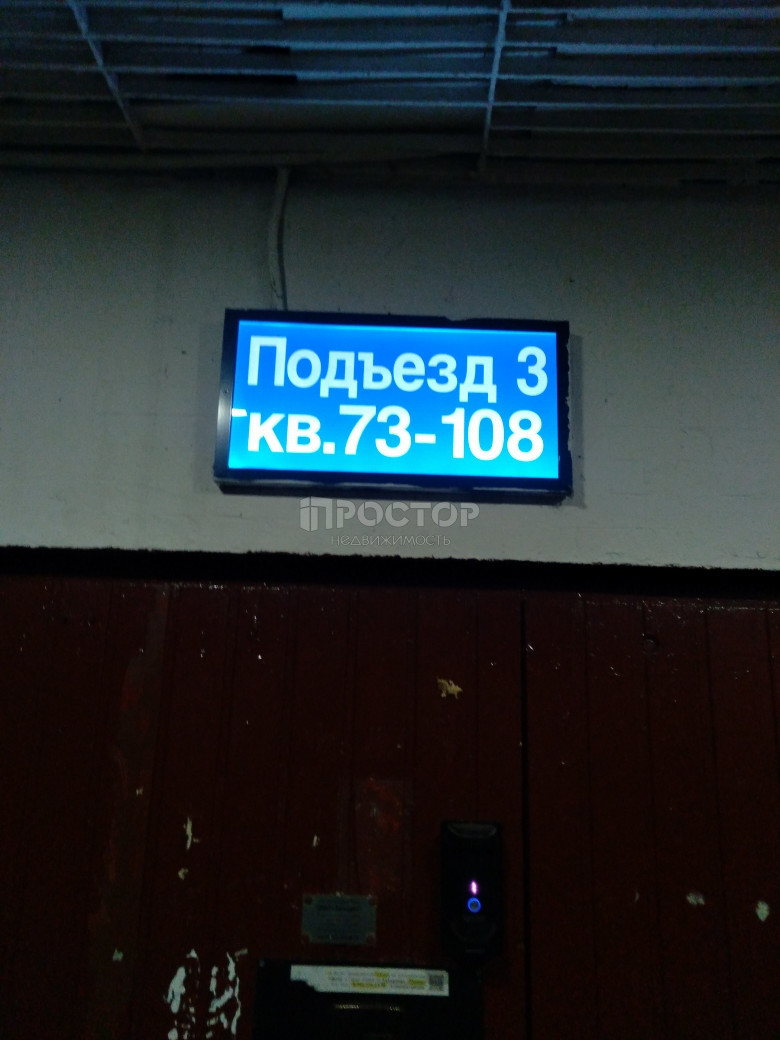 Подъезд 3
кв.73-108
ПРОСТОР
недвижимость